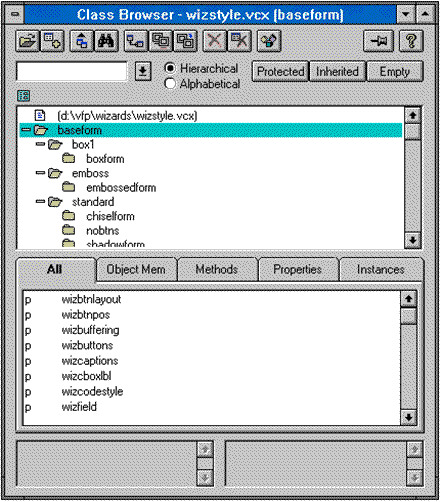 Class Browser - wizstyle.vcx (baseform)
Hierarchical
Alphabetical
Protected Inherited Empty
(d:\vfp\wizards\wizstyle.vcx)
baseform
box1
boxform
emboss
embossedform
standard
chiselform
nobtns
shadowform
All Object Mem Methods Properties Instances
p wizbtnlayout
p wizbtnpos
p wizbuffering
p wizbuttons
p wizcaptions
p wizcboxlbl
p wizcodestyle
p wizfield